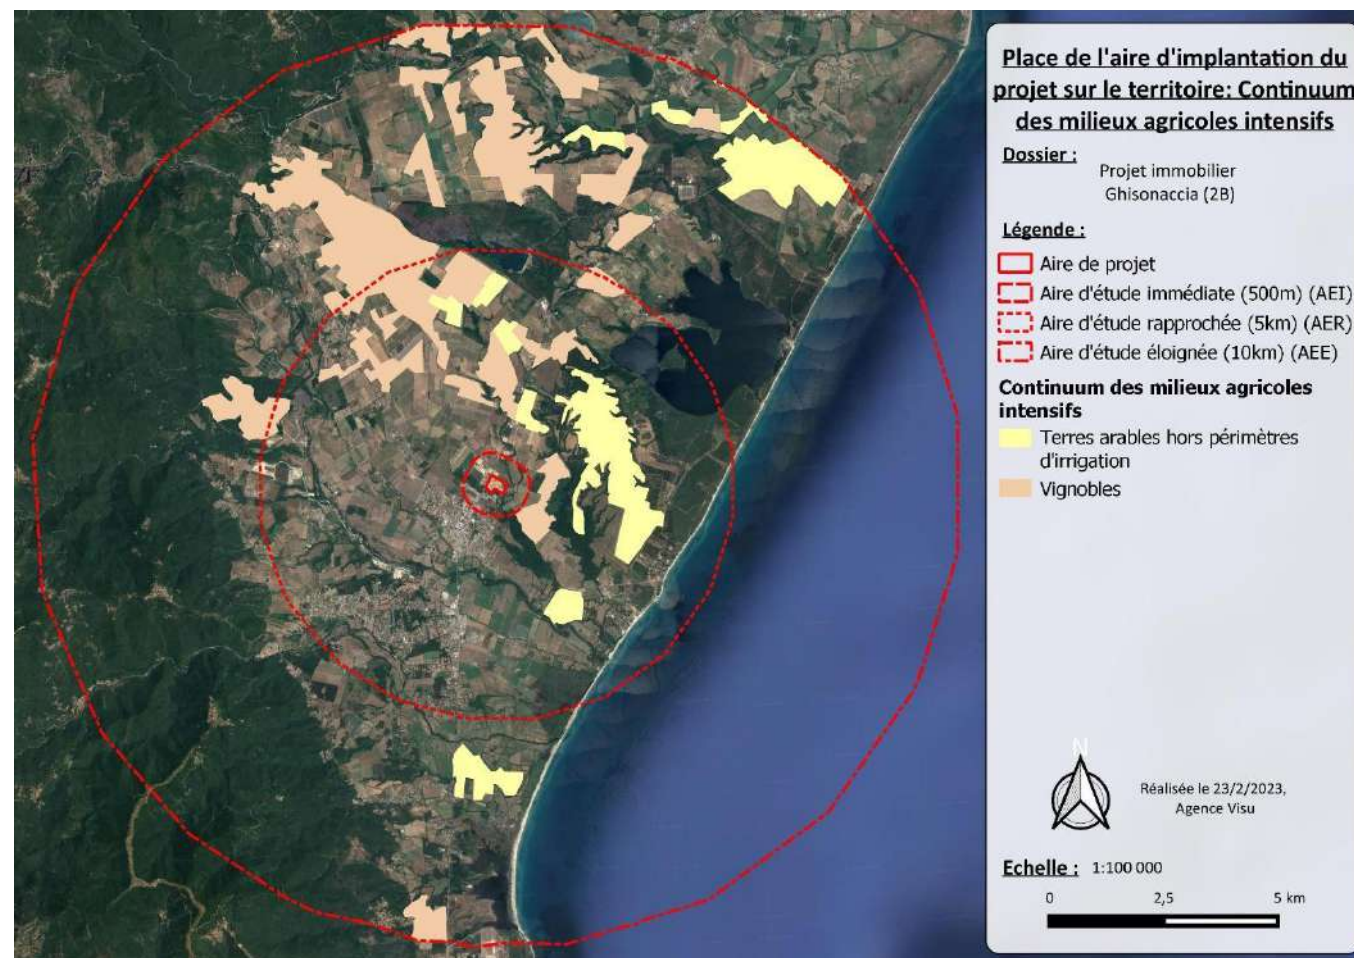 Place de l'aire d'implantation du
projet sur le territoire: Continuum
des milieux agricoles intensifs
Dossier :
Projet immobilier
Ghisonaccia (2B)
Légende :
Aire de projet
Aire d'étude immédiate (500m) (AEI)
Aire d'étude rapprochée (5km) (AER)
Aire d'étude éloignée (10km) (AEE)
Continuum des milieux agricoles
intensifs
Terres arables hors périmètres
d'irrigation
Vignobles
N
Réalisée le 23/2/2023,
Agence Visu
Echelle : 1:100 000
0 2,5 5 km